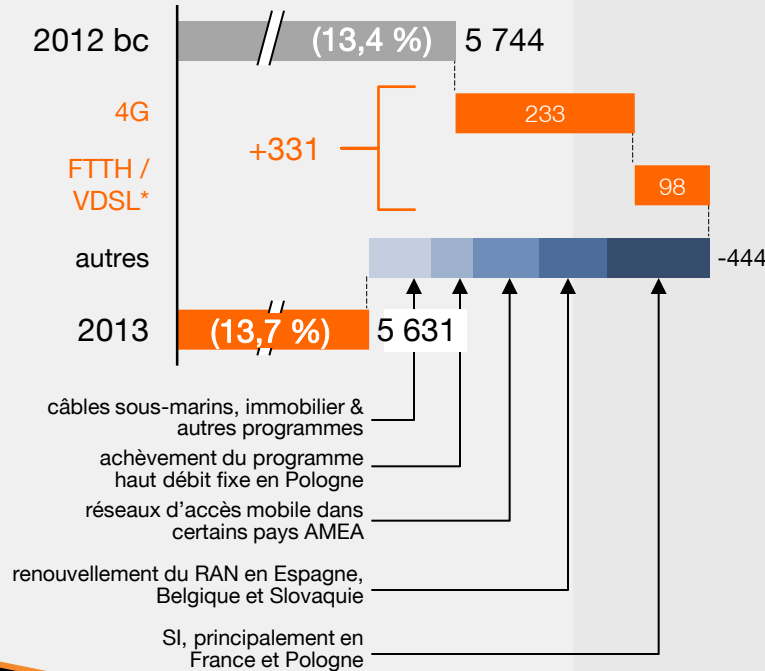 2012 bc (13,4 %) 5 744
4G 233
+331
FTTH /
VDSL* 98
autres -444
2013 (13,7 %) 5 631
câbles sous-marins, immobilier &
autres programmes
achèvement du programme
haut débit fixe en Pologne
réseaux d'accès mobile dans
certains pays AMEA
renouvellement du RAN en Espagne,
Belgique et Slovaquie
SI, principalement en
France et Pologne